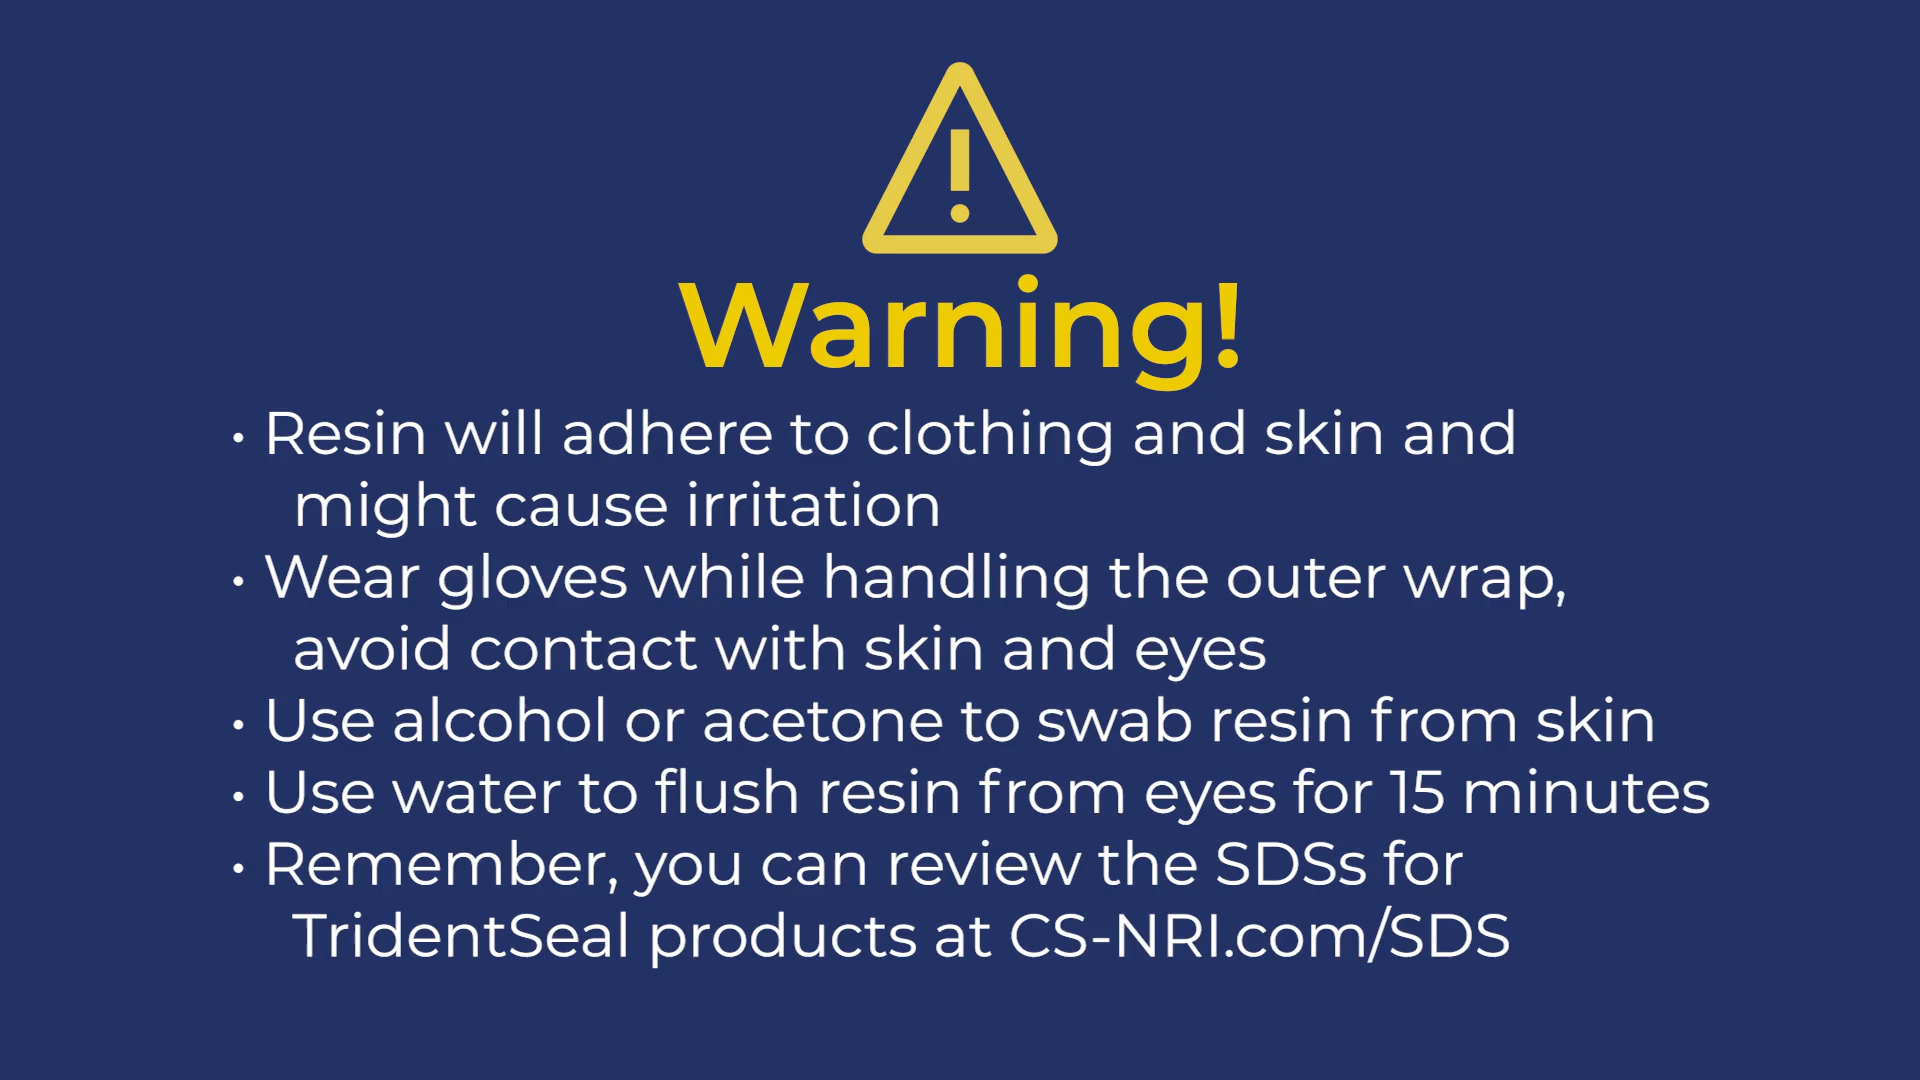 Warning!
• Resin will adhere to clothing and skin and
might cause irritation
• Wear gloves while handling the outer wrap,
avoid contact with skin and eyes
• Use alcohol or acetone to swab resin from skin
• Use water to flush resin from eyes for 15 minutes
• Remember, you can review the SDSs for
TridentSeal products at CS-NRI.com/SDS